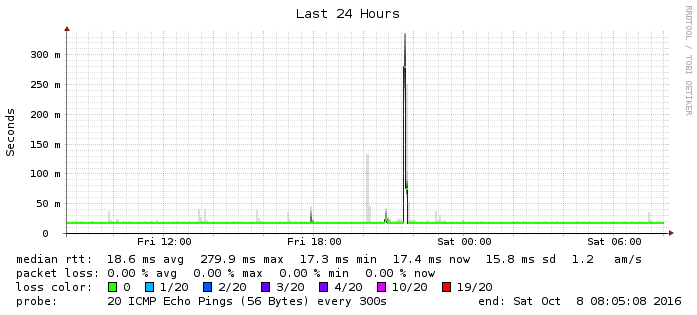 Last 24 Hours
RRDTOOL / TOBI OETIKER
Seconds
300 m
250 m
200 m
150 m
100 m
50 m
0
Fri 12:00 Fri 18:00 Sat 00:00 Sat 06:00
median rtt: 18.6 ms avg 279.9 ms max 17.3 ms min 17.4 ms now 15.8 ms sd 1.2 am/s
packet loss: 0.00 % avg 0.00 % max 0.00 % min 0.00 % now
loss color: 0 1/20 2/20 3/20 4/20 10/20 19/20
probe: 20 ICMP Echo Pings (56 Bytes) every 300s end: Sat Oct 8 08:05:08 2016